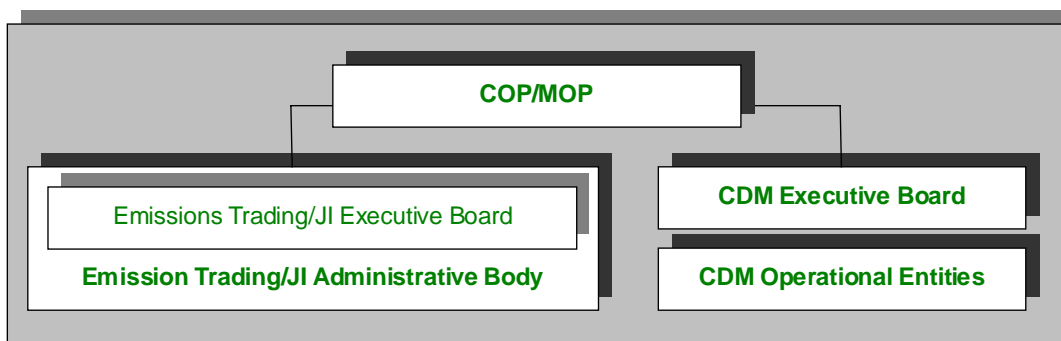 COP/MOP
Emissions Trading/JI Executive Board
Emission Trading/JI Administrative Body
CDM Executive Board
CDM Operational Entities